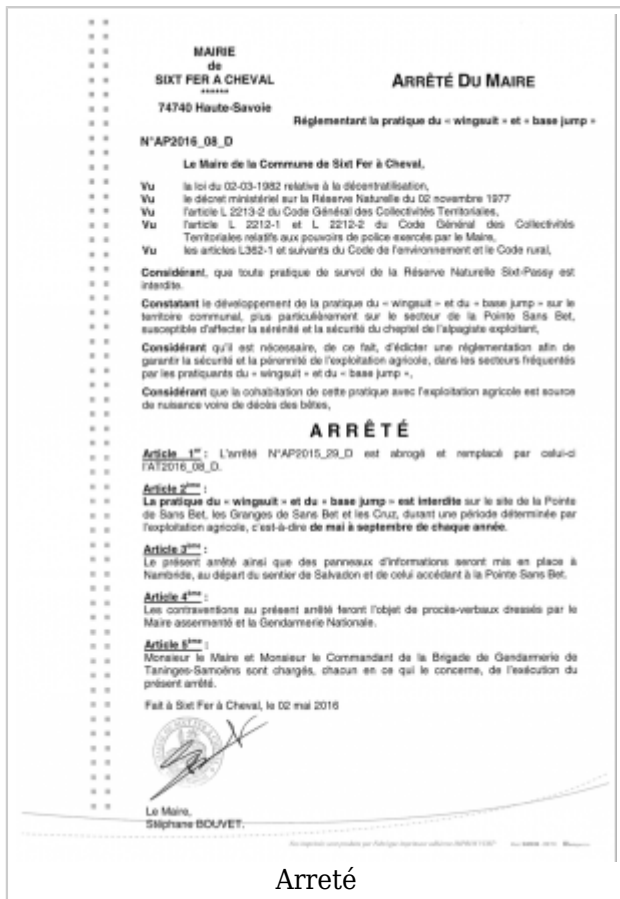 MAIRIE
de
SIXT FER A CHEVAL
******
74740 Haute-Savoie
ARRÊTÉ DU MAIRE
Réglementant la pratique du « wingsuit » et « base jump »
N°AP2016_08_D
Le Maire de la Commune de Sixt Fer à Cheval,
Vu la loi du 02-03-1982 relative à la décentralisation,
Vu le décret ministériel sur la Réserve Naturelle du 02 novembre 1977
Vu l'article L 2213-2 du Code Général des Collectivités Territoriales,
Vu l'article L 2212-1 et L 2212-2 du Code Général des Collectivités
Territoriales relatifs aux pouvoirs de police exercés par le Maire,
Vu les articles L362-1 et suivants du Code de l'environnement et le Code rural,
Considérant, que toute pratique de survol de la Réserve Naturelle Sixt-Passy est
interdite.
Constatant le développement de la pratique du « wingsuit » et du « base jump » sur le
territoire communal, plus particulièrement sur le secteur de la Pointe Sans Bet,
susceptible d'affecter la sérénité et la sécurité du cheptel de l'alpagiste exploitant,
Considérant qu'il est nécessaire, de ce fait, d'édicter une réglementation afin de
garantir la sécurité et la pérennité de l'exploitation agricole, dans les secteurs fréquentés
par les pratiquants du « wingsuit » et du « base jump »,
Considérant que la cohabitation de cette pratique avec l'exploitation agricole est source
de nuisance voire de décès des bêtes,
ARRÊTÉ
Article 1er : L'arrêté N°AP2015_29_D est abrogé et remplacé par celui-ci
l'AT2016_08_D.
Article 2ème :
La pratique du « wingsuit » et du « base jump » est interdite sur le site de la Pointe
de Sans Bet, les Granges de Sans Bet et les Cruz, durant une période déterminée par
l'exploitation agricole, c'est-à-dire de mai à septembre de chaque année.
Article 3ème :
Le présent arrêté ainsi que des panneaux d'informations seront mis en place à
Nambride, au départ du sentier de Salvadon et de celui accédant à la Pointe Sans Bet.
Article 4ème :
Les contraventions au présent arrêté feront l'objet de procès-verbaux dressés par le
Maire assermenté et la Gendarmerie Nationale.
Article 5ème :
Monsieur le Maire et Monsieur le Commandant de la Brigade de Gendarmerie de
Taninges-Samoëns sont chargés, chacun en ce qui le concerne, de l'exécution du
présent arrêté.
Fait à Sixt Fer à Cheval, le 02 mai 2016
Le Maire,
Stéphane BOUVET.
Arreté